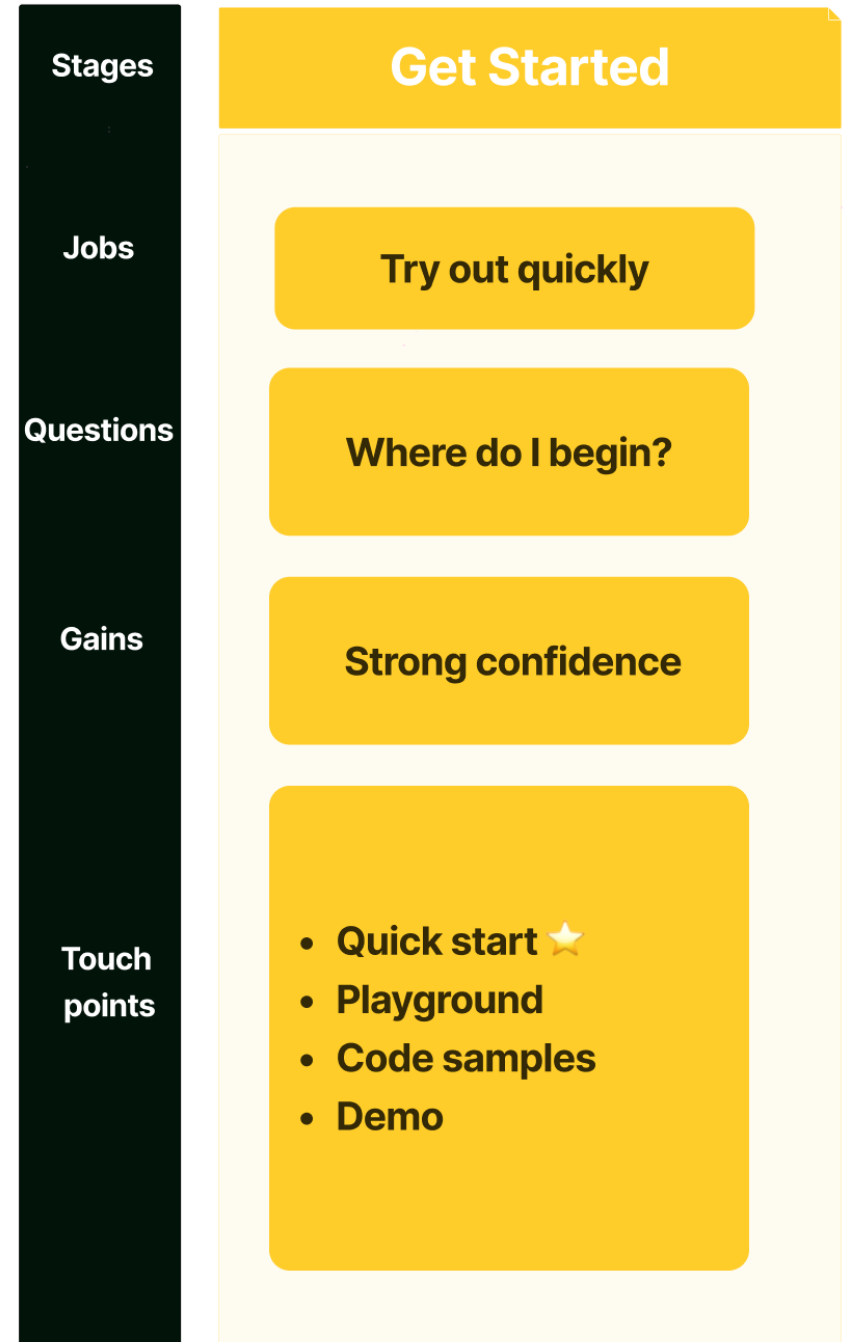 Stages
Get Started
Jobs
Try out quickly
Questions
Where do I begin?
Gains
Strong confidence
Touch
points
• Quick start ⭐
• Playground
• Code samples
• Demo